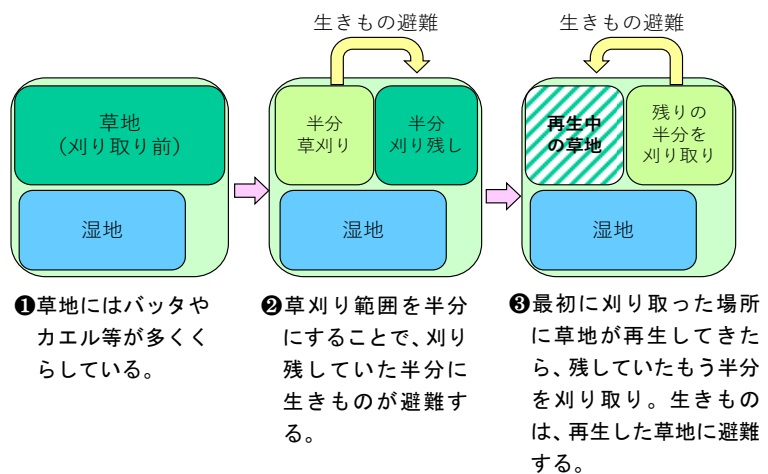 生きもの避難
生きもの避難
草地
(刈り取り前)
湿地
半分
草刈り
半分
刈り残し
湿地
再生中
の草地
残りの
半分を
刈り取り
湿地
❶草地にはバッタや
カエル等が多くく
らしている。
❷草刈り範囲を半分
にすることで、刈り
残していた半分に
生きものが避難す
る。
❸最初に刈り取った場所
に草地が再生してきた
ら、残していたもう半分
を刈り取り。生きもの
は、再生した草地に避難
する。